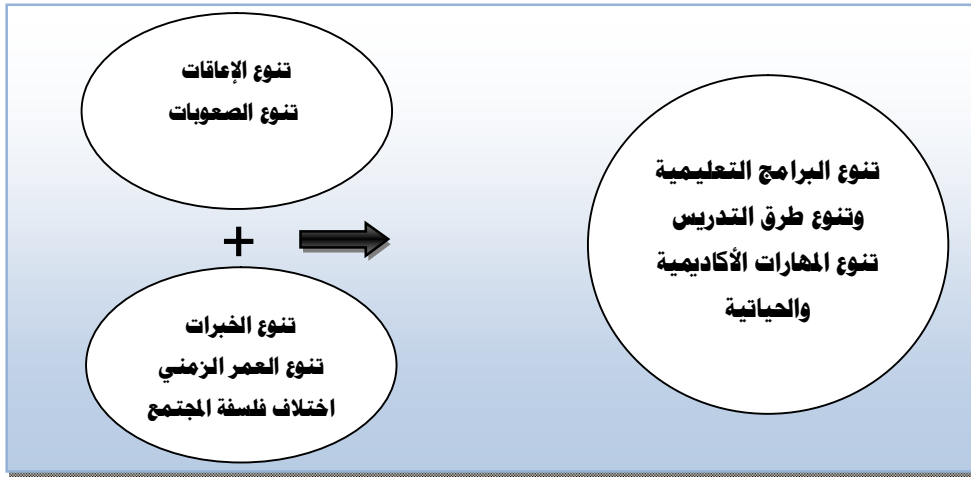 تنوع الإعاقات
تنوع الصعوبات
+
تنوع الخبرات
تنوع العمر الزمني
اختلاف فلسفة المجتمع
تنوع البرامج التعليمية
وتنوع طرق التدريس
تنوع المهارات الأكاديمية
والحياتية